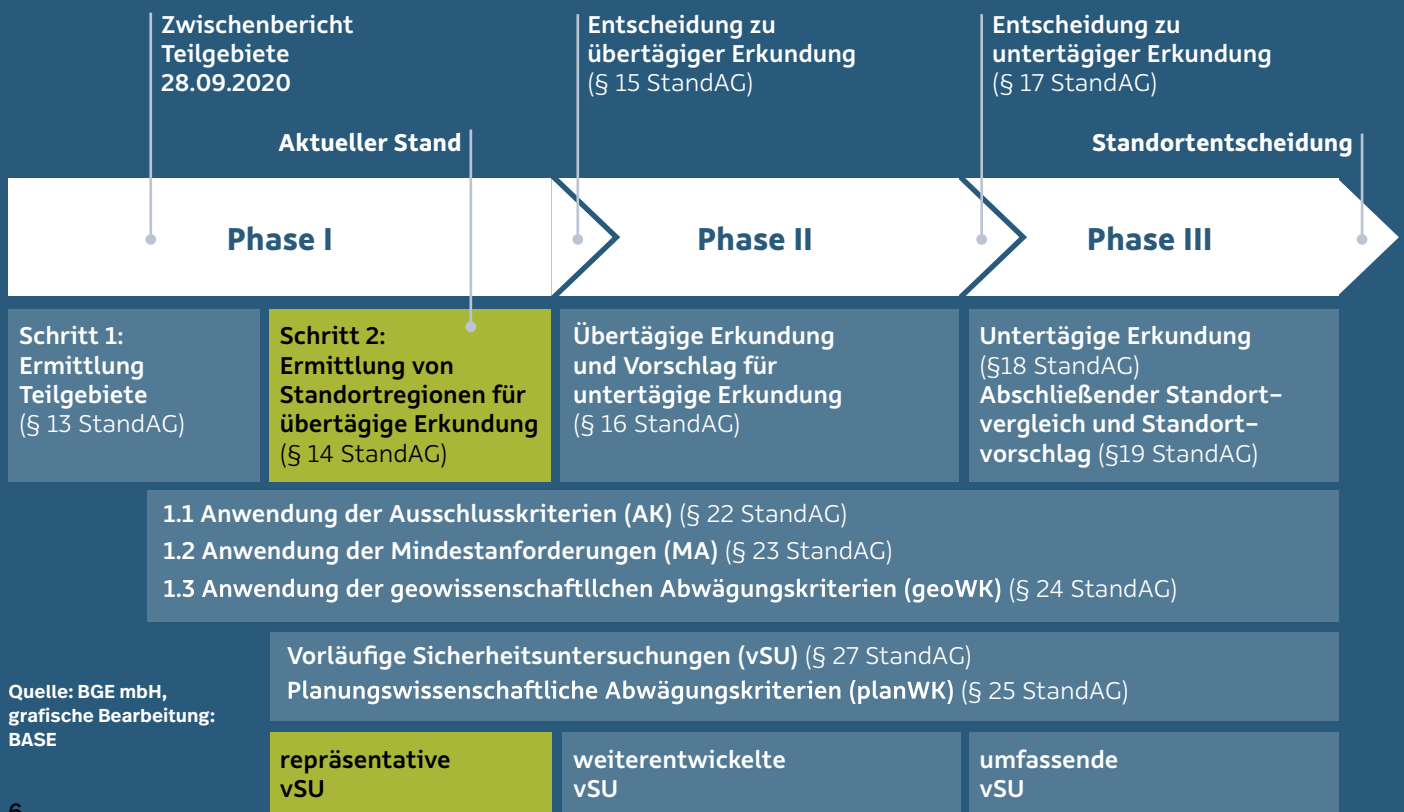 Zwischenbericht
Teilgebiete
28.09.2020
Entscheidung zu
übertägiger Erkundung
(§ 15 StandAG)
Entscheidung zu
untertägiger Erkundung
(§ 17 StandAG)
Aktueller Stand
Standortentscheidung
Phase I
Phase II
Phase III
Schritt 1:
Ermittlung
Teilgebiete
(§ 13 StandAG)
Schritt 2:
Ermittlung von
Standortregionen für
übertägige Erkundung
(§ 14 StandAG)
Übertägige Erkundung
und Vorschlag für
untertägige Erkundung
(§ 16 StandAG)
Untertägige Erkundung
(§18 StandAG)
Abschließender Standort-
vergleich und Standort-
vorschlag (§19 StandAG)
1.1 Anwendung der Ausschlusskriterien (AK) (§ 22 StandAG)
1.2 Anwendung der Mindestanforderungen (MA) (§ 23 StandAG)
1.3 Anwendung der geowissenschaftllchen Abwägungskriterien (geoWK) (§ 24 StandAG)
Vorläufige Sicherheitsuntersuchungen (vSU) (§ 27 StandAG)
Planungswissenschaftliche Abwägungskriterien (planWK) (§ 25 StandAG)
Quelle: BGE mbH,
grafische Bearbeitung:
BASE
repräsentative
vSU
weiterentwickelte
vSU
umfassende
vSU
6